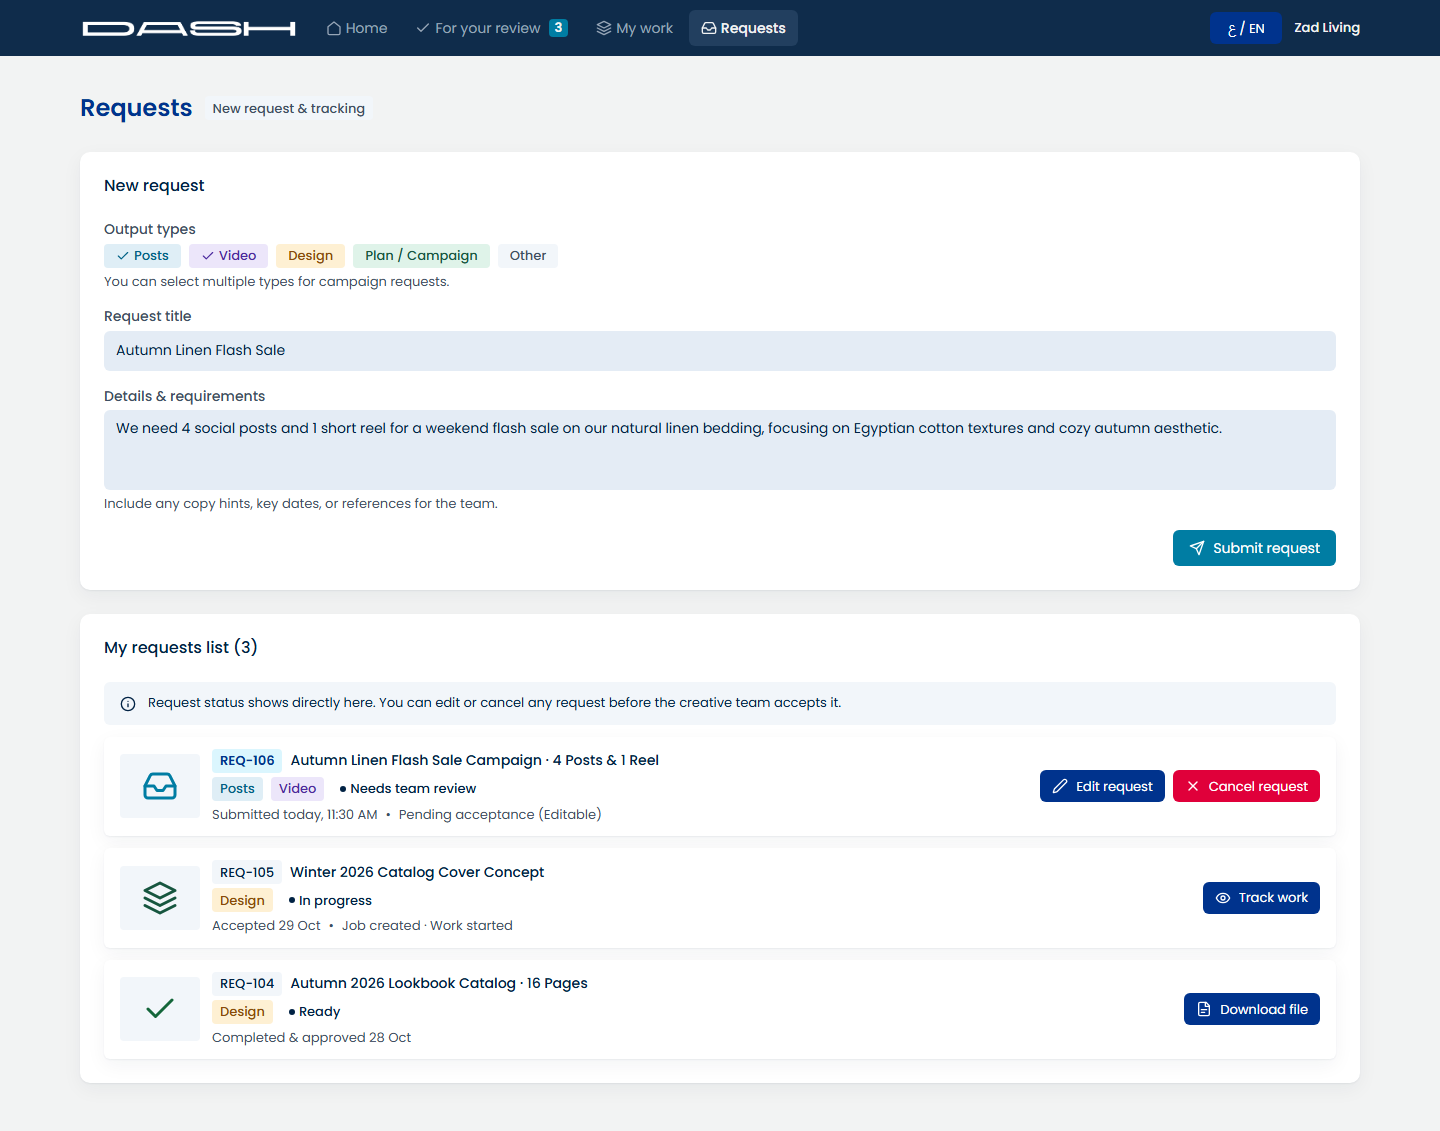 DASH
Home
For your review 3
My work
Requests
ع / EN
Zad Living
Requests
New request & tracking
New request
Output types
Posts
Video
Design
Plan / Campaign
Other
You can select multiple types for campaign requests.
Request title
Autumn Linen Flash Sale
Details & requirements
We need 4 social posts and 1 short reel for a weekend flash sale on our natural linen bedding, focusing on Egyptian cotton textures and cozy autumn aesthetic.
Include any copy hints, key dates, or references for the team.
Submit request
My requests list (3)
Request status shows directly here. You can edit or cancel any request before the creative team accepts it.
REQ-106 Autumn Linen Flash Sale Campaign · 4 Posts & 1 Reel
Posts Video • Needs team review
Submitted today, 11:30 AM • Pending acceptance (Editable)
Edit request
Cancel request
REQ-105 Winter 2026 Catalog Cover Concept
Design • In progress
Accepted 29 Oct • Job created · Work started
Track work
REQ-104 Autumn 2026 Lookbook Catalog · 16 Pages
Design • Ready
Completed & approved 28 Oct
Download file